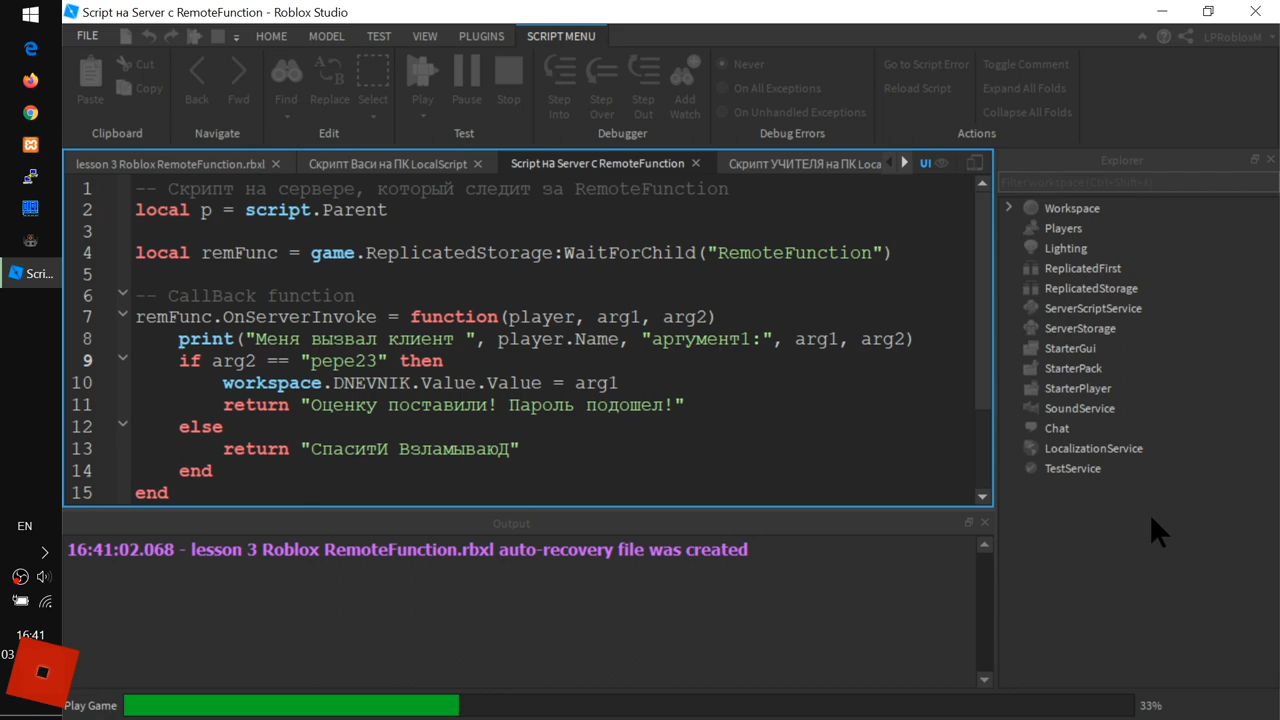 Script на Server с RemoteFunction - Roblox Studio
FILE HOME MODEL TEST VIEW PLUGINS SCRIPT MENU LPRobloxM
Paste Cut Copy Back Fwd Find Replace Select Play Pause Stop Step Into Step Over Step Out Add Watch
Never
On All Exceptions
On Unhandled Exceptions
Go to Script Error
Reload Script
Toggle Comment
Expand All Folds
Collapse All Folds
Clipboard Navigate Edit Test Debugger Debug Errors Actions
lesson 3 Roblox RemoteFunction.rbxl Скрипт Васи на ПК LocalScript Script на Server с RemoteFunction Скрипт УЧИТЕЛЯ на ПК Loca UI
1 -- Скрипт на сервере, который следит за RemoteFunction
2 local p = script.Parent
3
4 local remFunc = game.ReplicatedStorage:WaitForChild("RemoteFunction")
5
6 -- CallBack function
7 remFunc.OnServerInvoke = function(player, arg1, arg2)
8 print("Меня вызвал клиент ", player.Name, "аргумент1:", arg1, arg2)
9 if arg2 == "pepe23" then
10 workspace.DNEVNIK.Value.Value = arg1
11 return "Оценку поставили! Пароль подошел!"
12 else
13 return "СпаситИ ВзламываюД"
14 end
15 end
Explorer
Filter workspace (Ctrl+Shift+X)
Workspace
Players
Lighting
ReplicatedFirst
ReplicatedStorage
ServerScriptService
ServerStorage
StarterGui
StarterPack
StarterPlayer
SoundService
Chat
LocalizationService
TestService
Output
16:41:02.068 - lesson 3 Roblox RemoteFunction.rbxl auto-recovery file was created
Play Game 33%
Scri...
EN
16:41
03